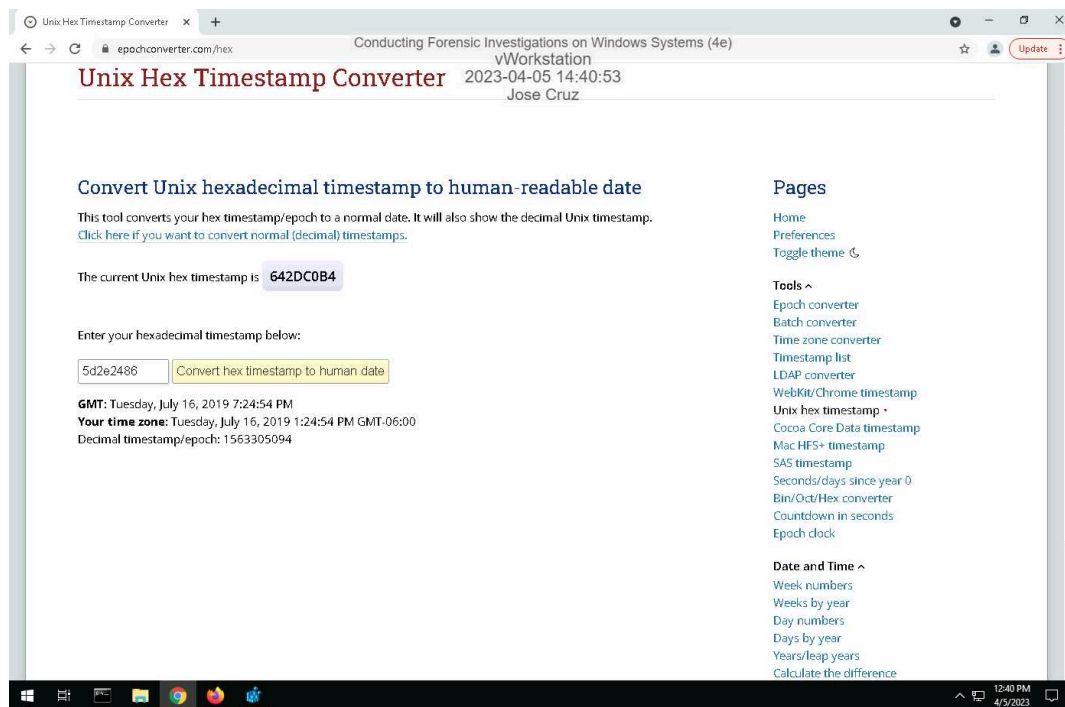 Unix Hex Timestamp Converter
epochconverter.com/hex
Update
Conducting Forensic Investigations on Windows Systems (4e)
vWorkstation
2023-04-05 14:40:53
Jose Cruz
Unix Hex Timestamp Converter
Convert Unix hexadecimal timestamp to human-readable date
This tool converts your hex timestamp/epoch to a normal date. It will also show the decimal Unix timestamp.
Click here if you want to convert normal (decimal) timestamps.
The current Unix hex timestamp is 642DC0B4
Enter your hexadecimal timestamp below:
5d2e2486 Convert hex timestamp to human date
GMT: Tuesday, July 16, 2019 7:24:54 PM
Your time zone: Tuesday, July 16, 2019 1:24:54 PM GMT-06:00
Decimal timestamp/epoch: 1563305094
Pages
Home
Preferences
Toggle theme
Tools
Epoch converter
Batch converter
Time zone converter
Timestamp list
LDAP converter
WebKit/Chrome timestamp
Unix hex timestamp
Cocoa Core Data timestamp
Mac HFS+ timestamp
SAS timestamp
Seconds/days since year 0
Bin/Oct/Hex converter
Countdown in seconds
Epoch clock
Date and Time
Week numbers
Weeks by year
Day numbers
Days by year
Years/leap years
Calculate the difference
12:40 PM
4/5/2023